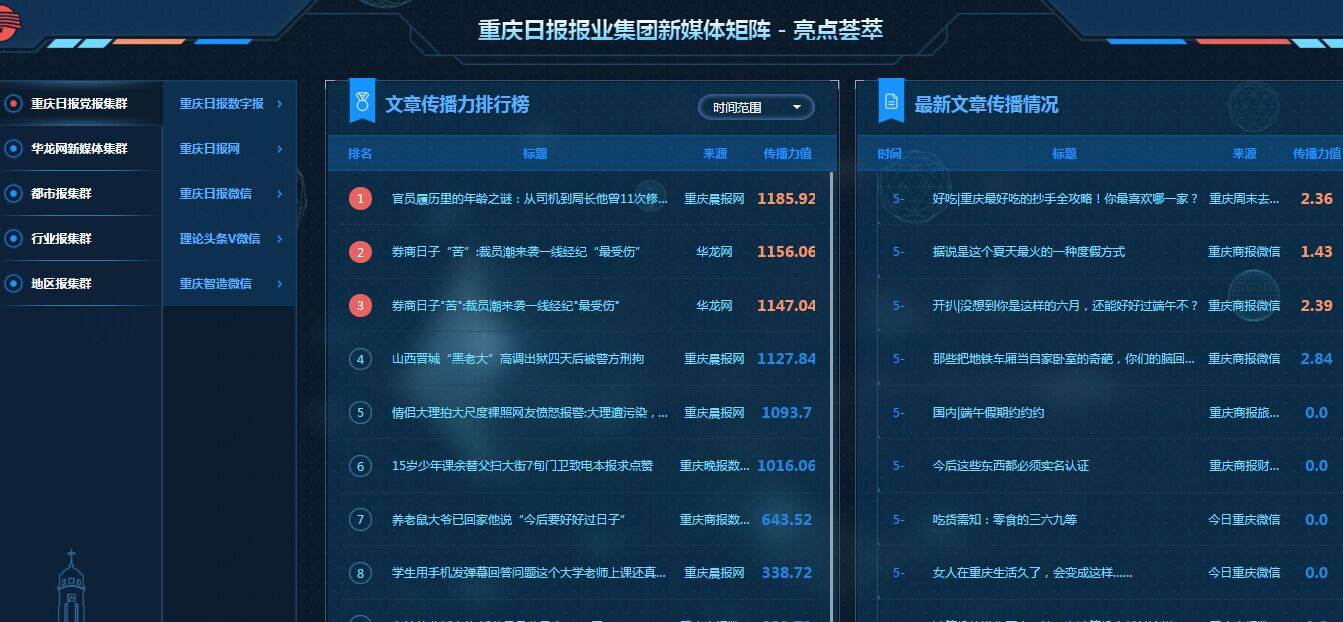 重庆日报报业集团新媒体矩阵 - 亮点荟萃
重庆日报党报集群
华龙网新媒体集群
都市报集群
行业报集群
地区报集群
重庆日报数字报
重庆日报网
重庆日报微信
理论头条V微信
重庆智造微信
文章传播力排行榜
时间范围
排名 标题 来源 传播力值
1 官员履历里的年龄之谜：从司机到局长他曾11次修... 重庆晨报网 1185.92
2 券商日子“苦”:裁员潮来袭一线经纪“最受伤” 华龙网 1156.06
3 券商日子"苦":裁员潮来袭一线经纪"最受伤" 华龙网 1147.04
4 山西晋城“黑老大”高调出狱四天后被警方刑拘 重庆晨报网 1127.84
5 情侣大理拍大尺度裸照网友愤怒报警:大理遭污染，... 重庆晨报网 1093.7
6 15岁少年课余替父扫大街7旬门卫致电本报求点赞 重庆晚报数... 1016.06
7 养老鼠大爷已回家他说“今后要好好过日子” 重庆商报数... 643.52
8 学生用手机发弹幕回答问题这个大学老师上课还真... 重庆晨报网 338.72
最新文章传播情况
时间 标题 来源 传播力值
5- 好吃|重庆最好吃的抄手全攻略！你最喜欢哪一家？ 重庆周末去... 2.36
5- 据说是这个夏天最火的一种度假方式 重庆商报微信 1.43
5- 开扒|没想到你是这样的六月，还能好好过端午不？ 重庆商报微信 2.39
5- 那些把地铁车厢当自家卧室的奇葩，你们的脑回... 重庆商报微信 2.84
5- 国内|端午假期约约约 重庆商报旅... 0.0
5- 今后这些东西都必须实名认证 重庆商报财... 0.0
5- 吃货需知：零食的三六九等 今日重庆微信 0.0
5- 女人在重庆生活久了，会变成这样...... 今日重庆微信 0.0